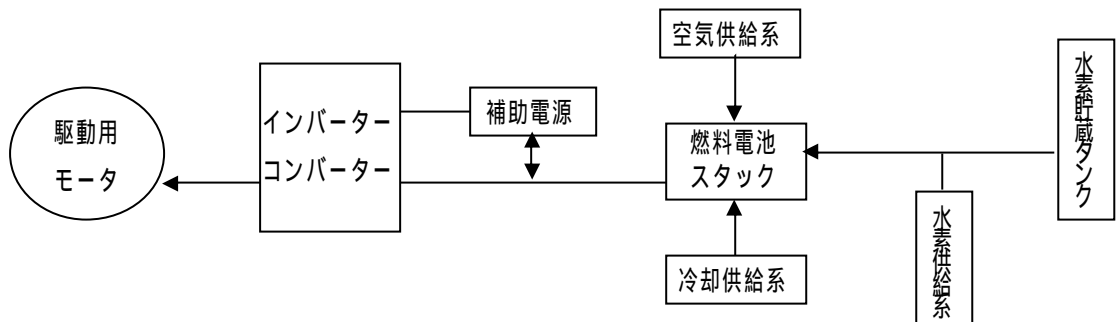 空気供給系
水素貯蔵タンク
インバーター
コンバーター
補助電源
駆動用
モータ
燃料電池
スタック
水素供給系
冷却供給系